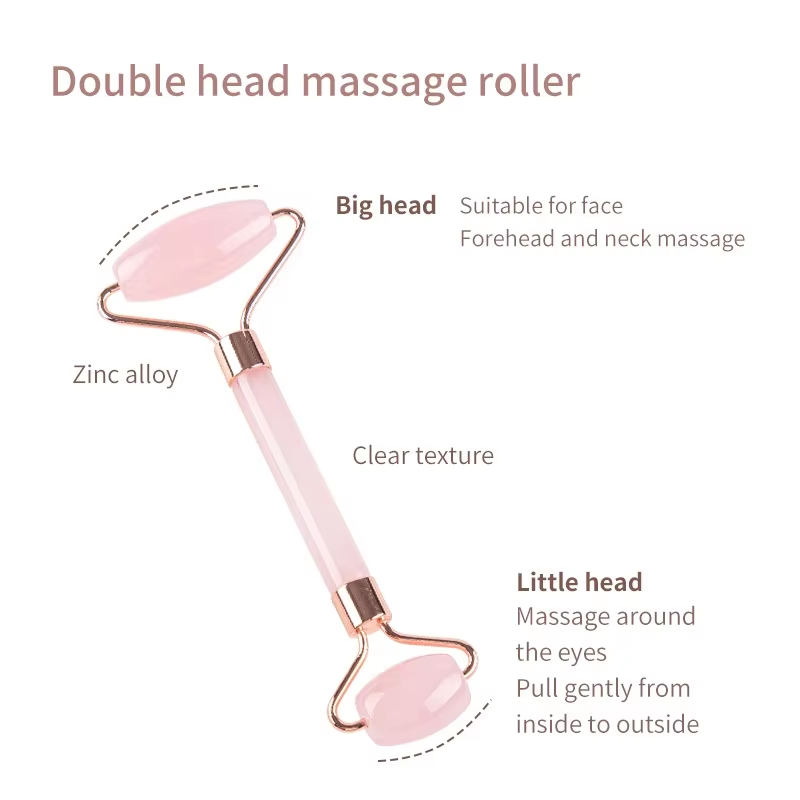 Double head massage roller
Big head Suitable for face
Forehead and neck massage
Zinc alloy
Clear texture
Little head
Massage around
the eyes
Pull gently from
inside to outside